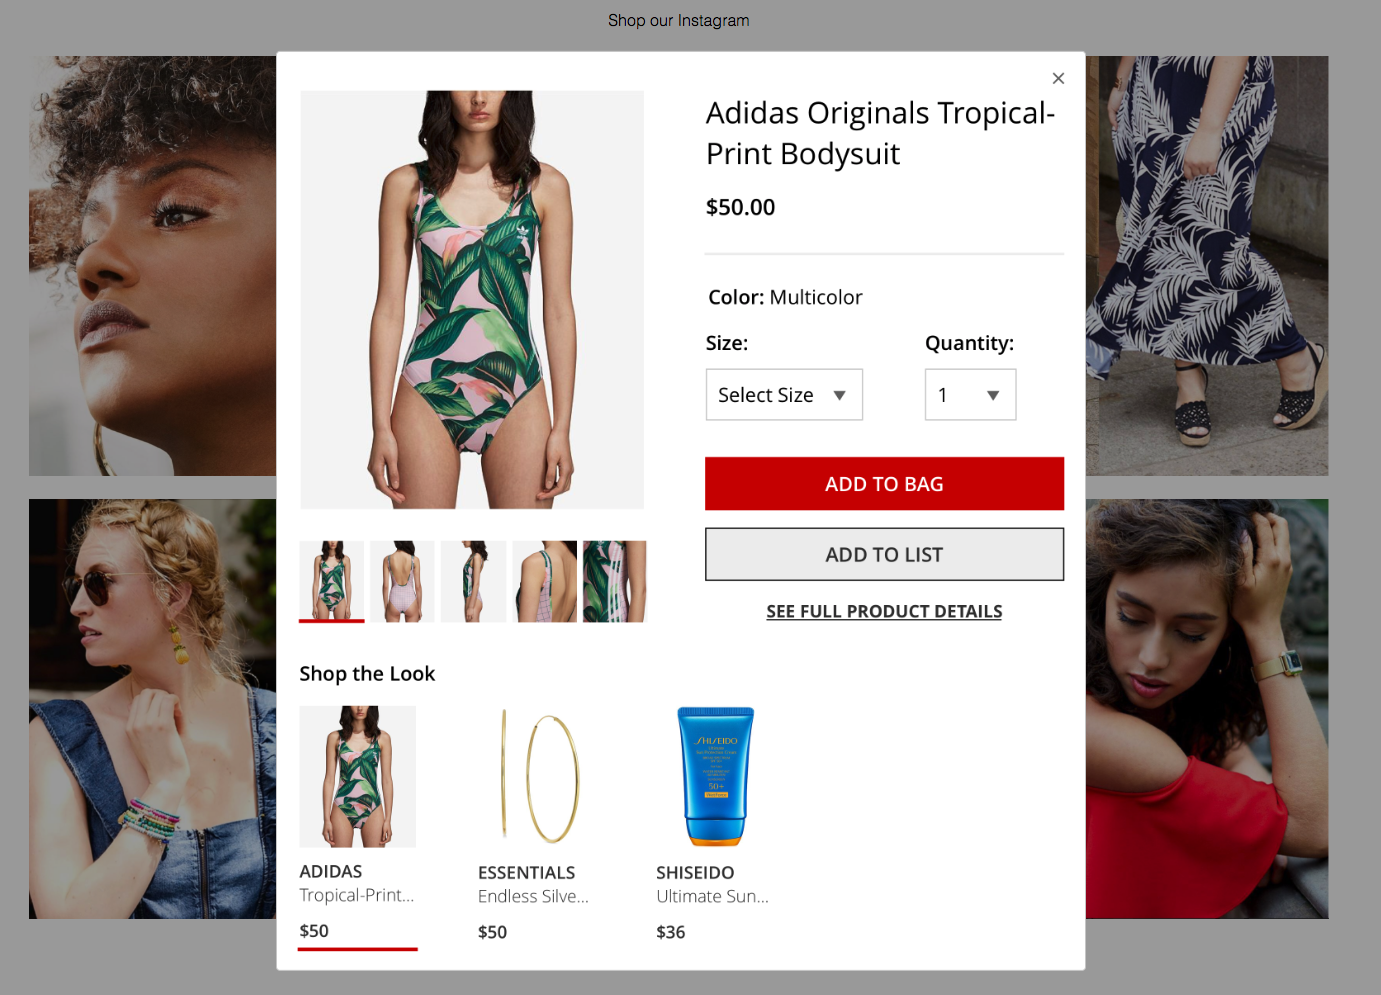 Shop our Instagram
×
Adidas Originals Tropical-
Print Bodysuit
$50.00
Color: Multicolor
Size:
Quantity:
Select Size
1
ADD TO BAG
ADD TO LIST
SEE FULL PRODUCT DETAILS
Shop the Look
SHISEIDO
50+
ADIDAS
Tropical-Print...
$50
ESSENTIALS
Endless Silve...
$50
SHISEIDO
Ultimate Sun...
$36